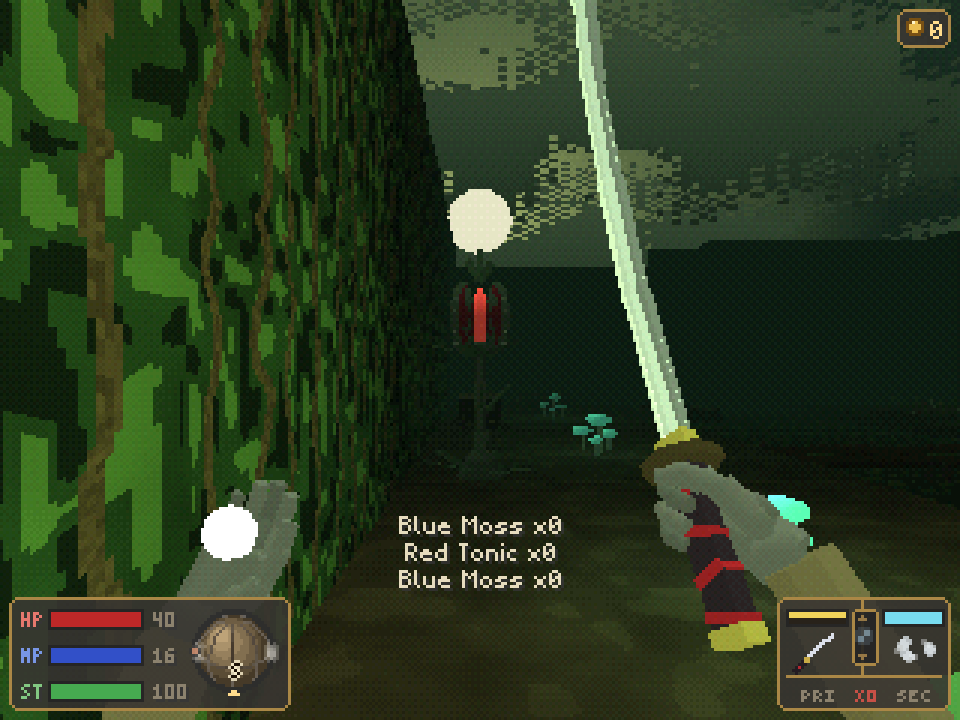 0
Blue Moss x0
Red Tonic x0
Blue Moss x0
HP 40
MP 16
ST 100
PRI X0 SEC